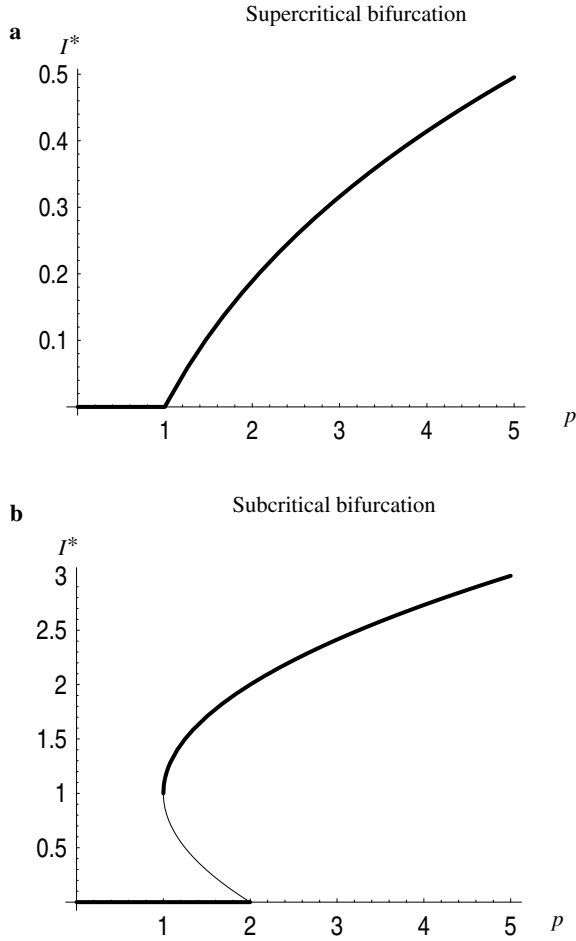 Supercritical bifurcation
a
I*
0.5
0.4
0.3
0.2
0.1
1 2 3 4 5
p
Subcritical bifurcation
b
I*
3
2.5
2
1.5
1
0.5
1 2 3 4 5
p